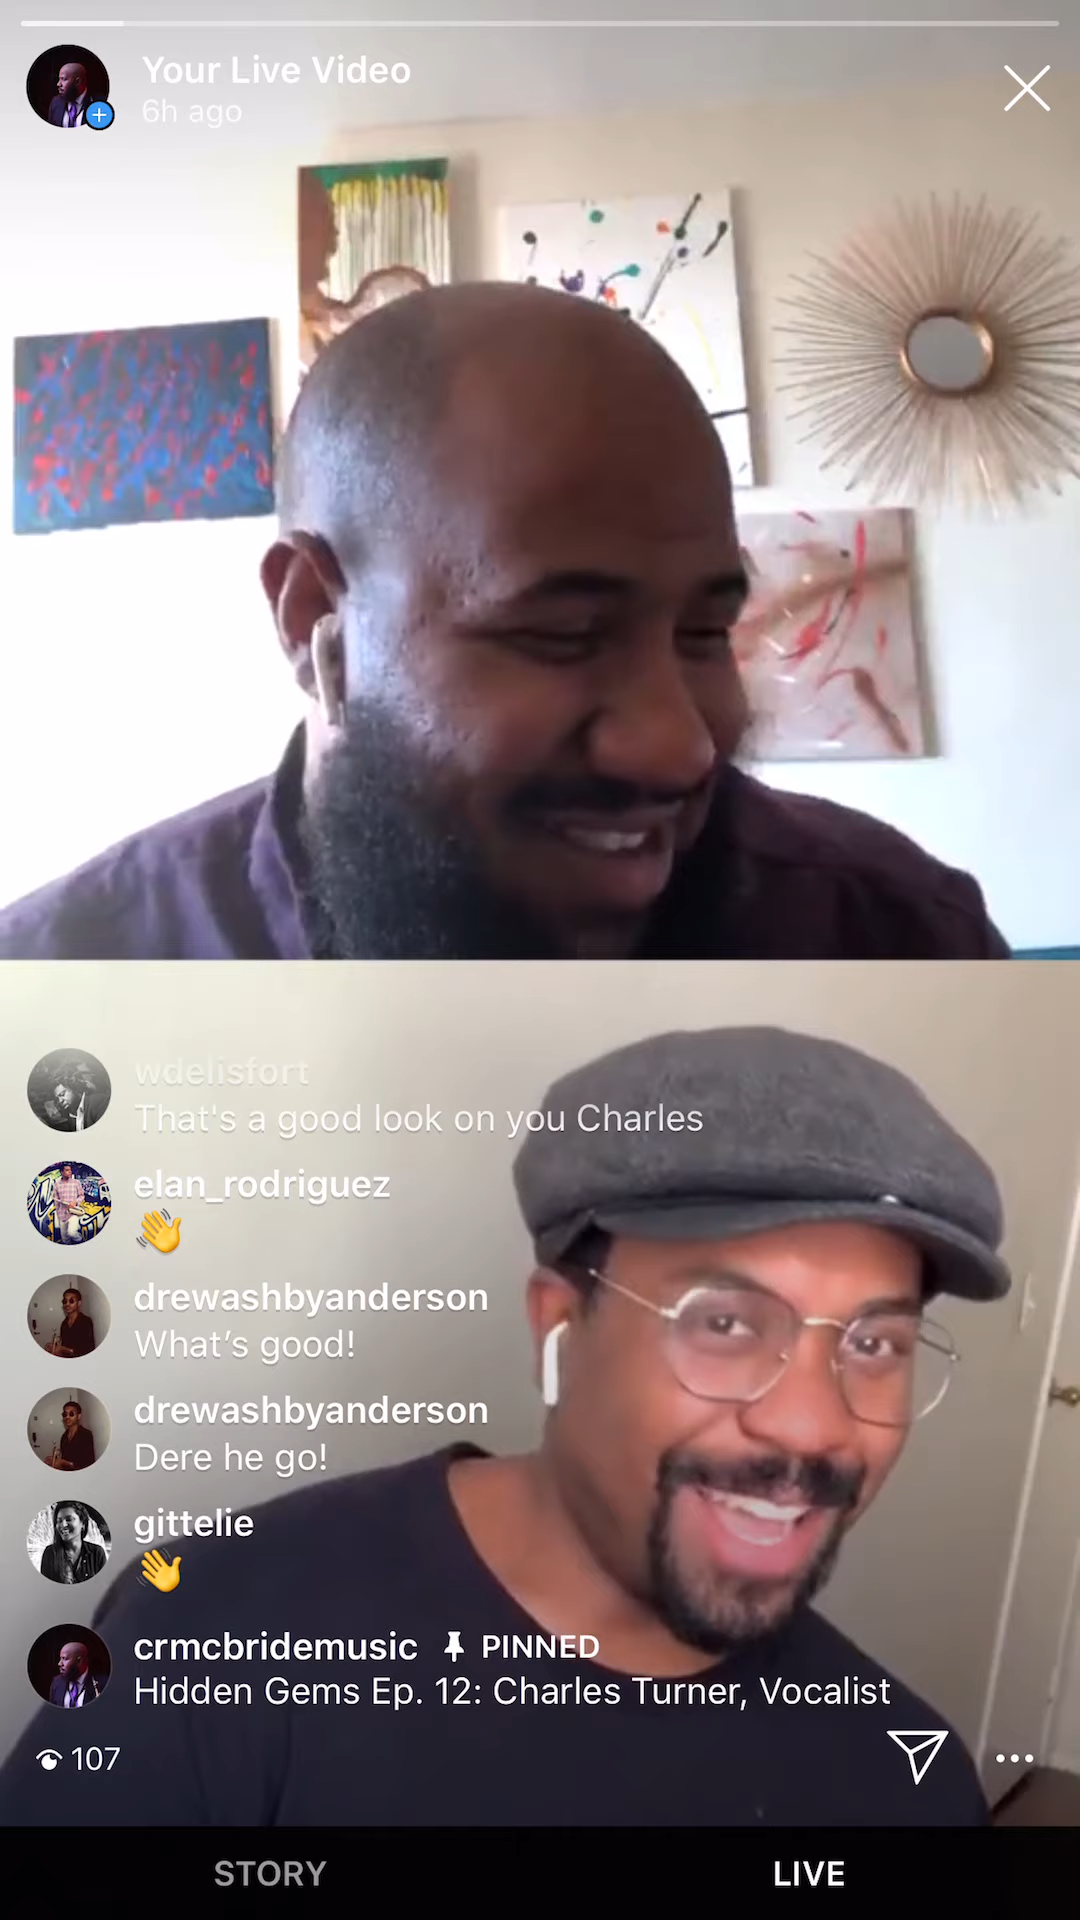 Your Live Video
6h ago
wdelisfort
That's a good look on you Charles
elan_rodriguez
👋
drewashbyanderson
What’s good!
drewashbyanderson
Dere he go!
gittelie
👋
crmcbridemusic PINNED
Hidden Gems Ep. 12: Charles Turner, Vocalist
107
STORY
LIVE